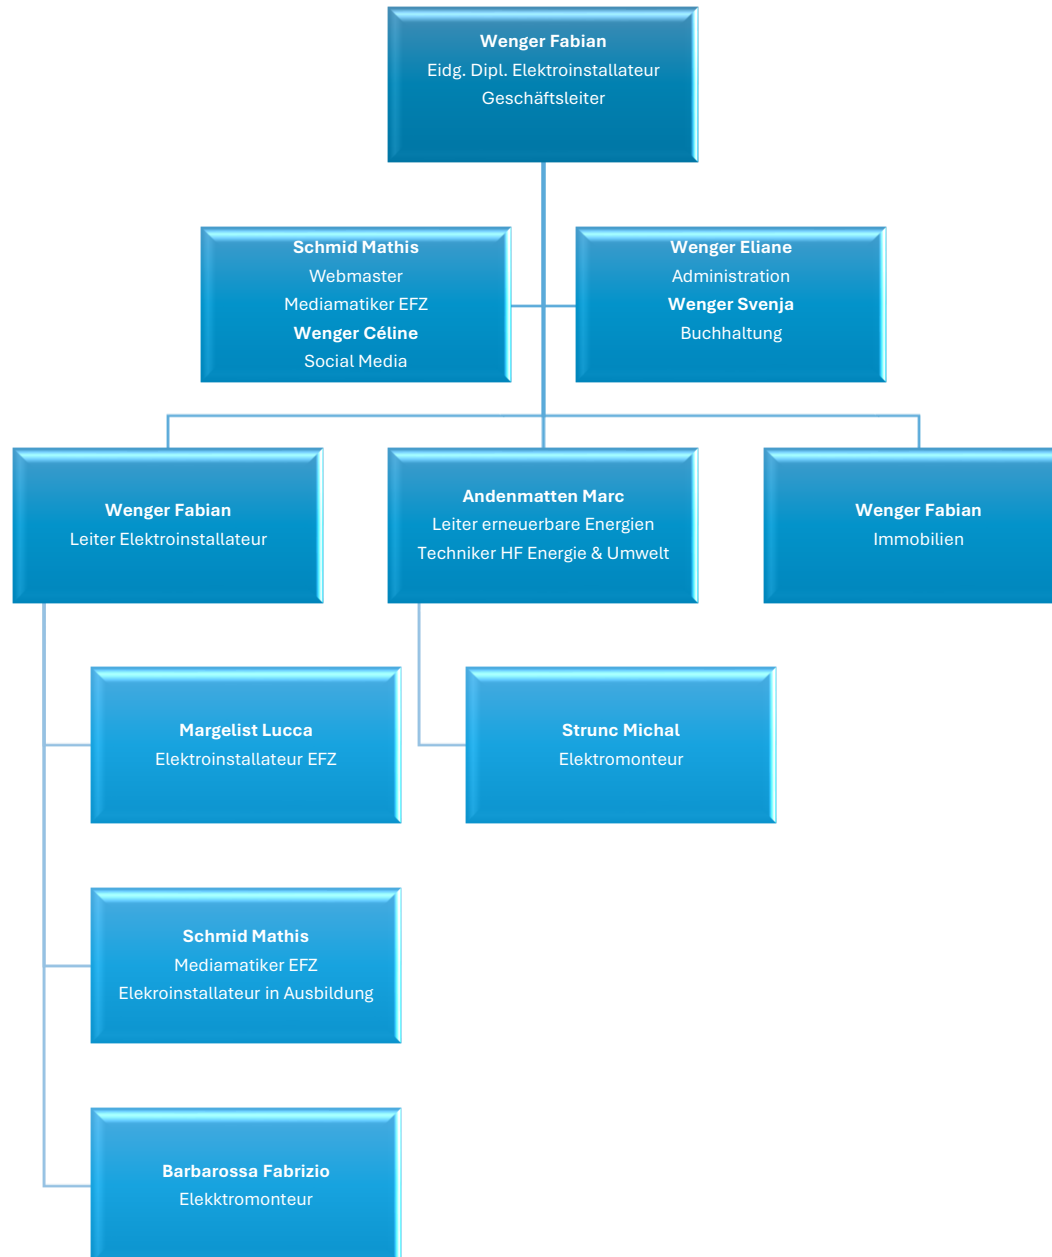 Wenger Fabian
Eidg. Dipl. Elektroinstallateur
Geschäftsleiter
Schmid Mathis
Webmaster
Mediamatiker EFZ
Wenger Céline
Social Media
Wenger Eliane
Administration
Wenger Svenja
Buchhaltung
Wenger Fabian
Leiter Elektroinstallateur
Andenmatten Marc
Leiter erneuerbare Energien
Techniker HF Energie & Umwelt
Wenger Fabian
Immobilien
Margelist Lucca
Elektroinstallateur EFZ
Strunc Michal
Elektromonteur
Schmid Mathis
Mediamatiker EFZ
Elekroinstallateur in Ausbildung
Barbarossa Fabrizio
Elekktromonteur